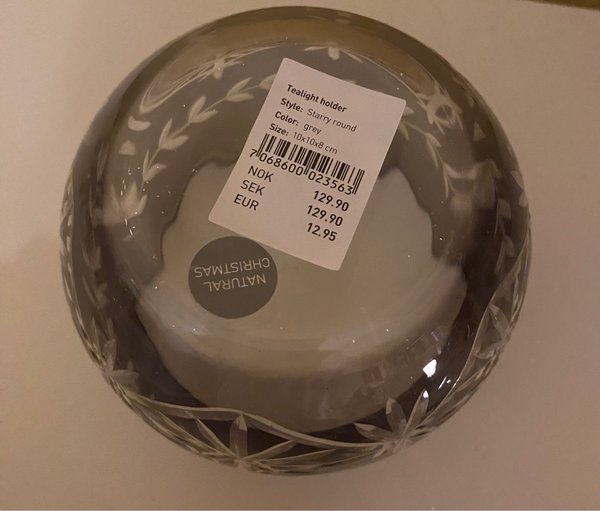 Tealight holder
Style: Starry round
Color: grey
Size: 10x10x8 cm
7 068600 023563
NOK 129.90
SEK 129.90
EUR 12.95
NATURAL
CHRISTMAS